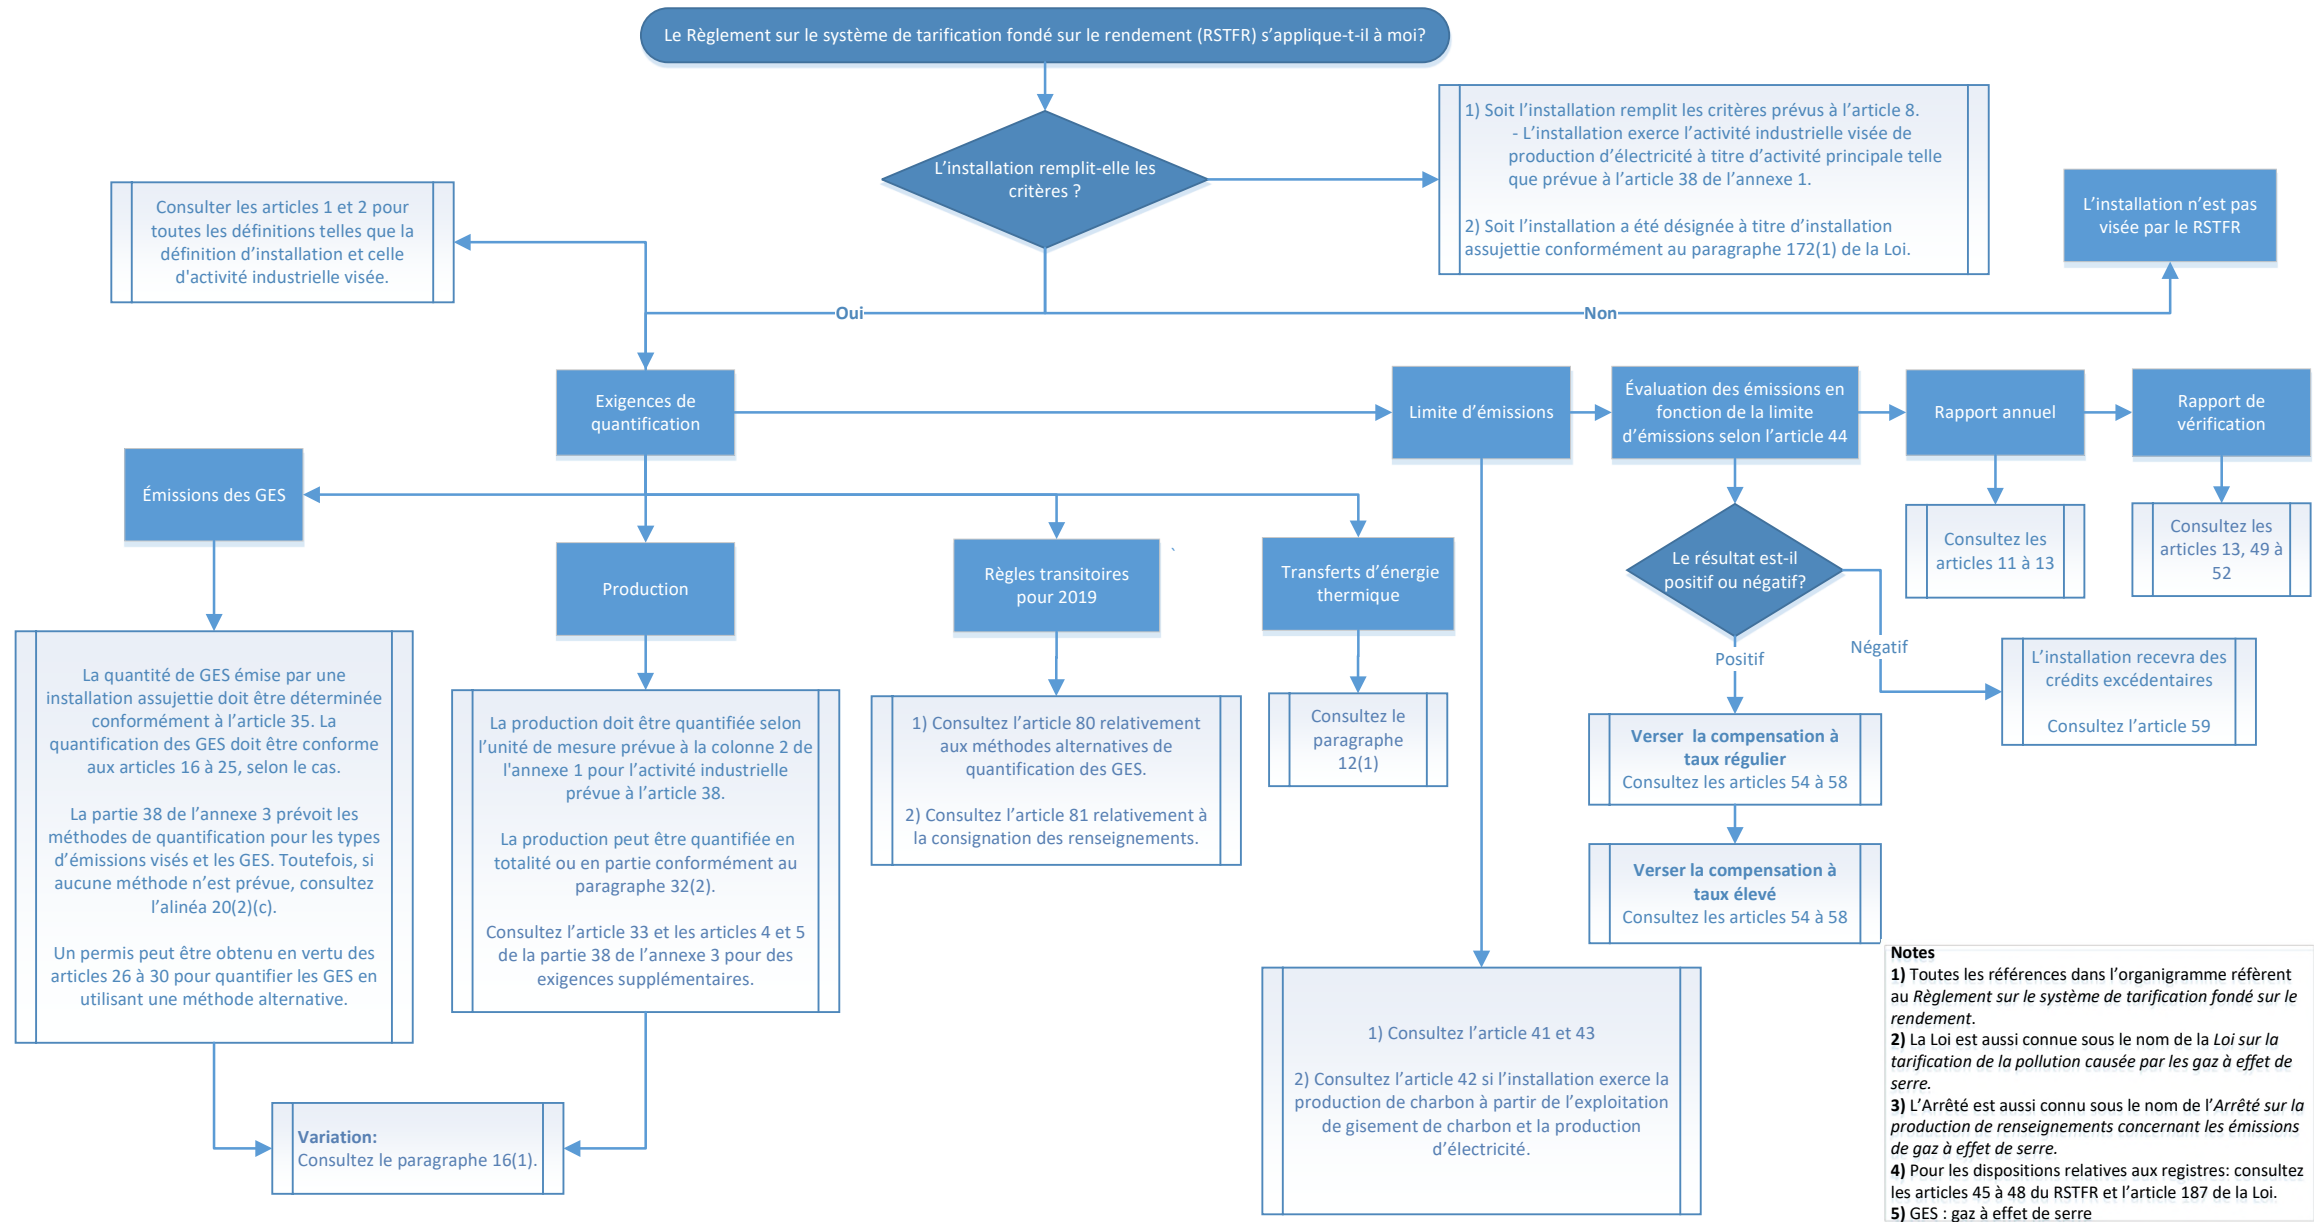 Le Règlement sur le système de tarification fondé sur le rendement (RSTFR) s’applique-t-il à moi?
L’installation remplit-elle les
critères ?
1) Soit l’installation remplit les critères prévus à l’article 8.
- L’installation exerce l’activité industrielle visée de
production d’électricité à titre d’activité principale telle
que prévue à l’article 38 de l’annexe 1.
2) Soit l’installation a été désignée à titre d’installation
assujettie conformément au paragraphe 172(1) de la Loi.
L’installation n’est pas
visée par le RSTFR
Consulter les articles 1 et 2 pour
toutes les définitions telles que la
définition d’installation et celle
d'activité industrielle visée.
Oui
Non
Exigences de
quantification
Limite d’émissions
Évaluation des émissions en
fonction de la limite
d’émissions selon l’article 44
Rapport annuel
Rapport de
vérification
Émissions des GES
Production
Règles transitoires
pour 2019
`
Transferts d’énergie
thermique
Le résultat est-il
positif ou négatif?
Consultez les
articles 11 à 13
Consultez les
articles 13, 49 à
52
Positif
Négatif
L’installation recevra des
crédits excédentaires
Consultez l’article 59
La quantité de GES émise par une
installation assujettie doit être déterminée
conformément à l’article 35. La
quantification des GES doit être conforme
aux articles 16 à 25, selon le cas.
La partie 38 de l’annexe 3 prévoit les
méthodes de quantification pour les types
d’émissions visés et les GES. Toutefois, si
aucune méthode n’est prévue, consultez
l’alinéa 20(2)(c).
Un permis peut être obtenu en vertu des
articles 26 à 30 pour quantifier les GES en
utilisant une méthode alternative.
La production doit être quantifiée selon
l’unité de mesure prévue à la colonne 2 de
l'annexe 1 pour l’activité industrielle
prévue à l’article 38.
La production peut être quantifiée en
totalité ou en partie conformément au
paragraphe 32(2).
Consultez l’article 33 et les articles 4 et 5
de la partie 38 de l’annexe 3 pour des
exigences supplémentaires.
1) Consultez l’article 80 relativement
aux méthodes alternatives de
quantification des GES.
2) Consultez l’article 81 relativement à
la consignation des renseignements.
Consultez le
paragraphe
12(1)
Verser  la compensation à
taux régulier
Consultez les articles 54 à 58
Verser la compensation à
taux élevé
Consultez les articles 54 à 58
1) Consultez l’article 41 et 43
2) Consultez l’article 42 si l’installation exerce la
production de charbon à partir de l’exploitation
de gisement de charbon et la production
d’électricité.
Variation:
Consultez le paragraphe 16(1).
Notes
1) Toutes les références dans l’organigramme réfèrent
au Règlement sur le système de tarification fondé sur le
rendement.
2) La Loi est aussi connue sous le nom de la Loi sur la
tarification de la pollution causée par les gaz à effet de
serre.
3) L’Arrêté est aussi connu sous le nom de l’Arrêté sur la
production de renseignements concernant les émissions
de gaz à effet de serre.
4) Pour les dispositions relatives aux registres: consultez
les articles 45 à 48 du RSTFR et l’article 187 de la Loi.
5) GES : gaz à effet de serre